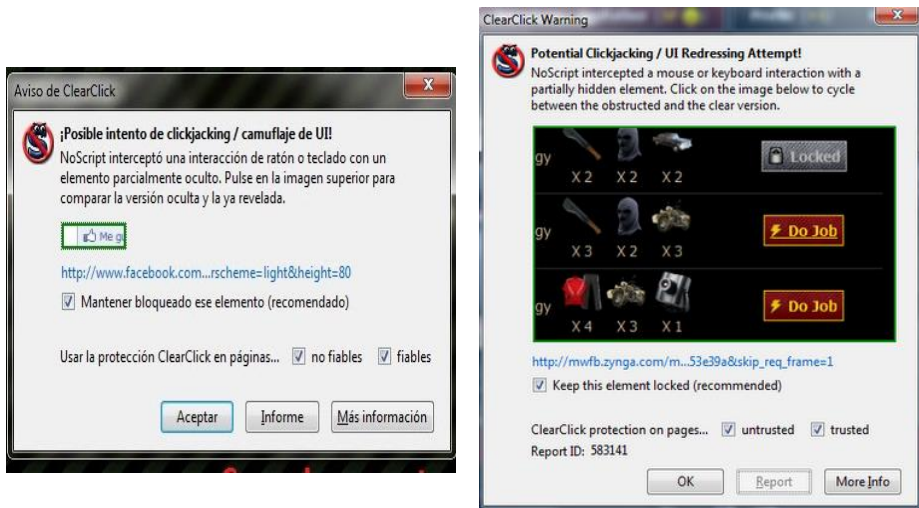 Aviso de ClearClick
¡Posible intento de clickjacking / camuflaje de UI!
NoScript interceptó una interacción de ratón o teclado con un
elemento parcialmente oculto. Pulse en la imagen superior para
comparar la versión oculta y la ya revelada.
Me gu
http://www.facebook.com...rscheme=light&height=80
Mantener bloqueado ese elemento (recomendado)
Usar la protección ClearClick en páginas... no fiables fiables
Aceptar Informe Más información
ClearClick Warning
Potential Clickjacking / UI Redressing Attempt!
NoScript intercepted a mouse or keyboard interaction with a
partially hidden element. Click on the image below to cycle
between the obstructed and the clear version.
gy Locked
X 2 X 2 X 2
gy Do Job
X 3 X 2 X 3
gy Do Job
X 4 X 3 X 1
http://mwfb.zynga.com/m...53e39a&skip_req_frame=1
Keep this element locked (recommended)
ClearClick protection on pages... untrusted trusted
Report ID: 583141
OK Report More Info